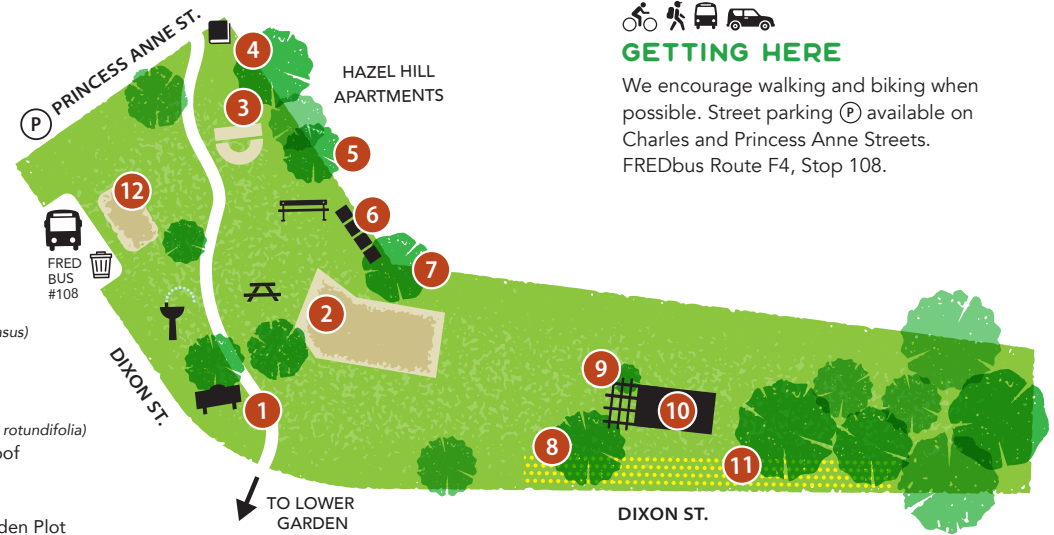 PRINCESS ANNE ST.
P
4
HAZEL HILL
APARTMENTS
3
5
12
6
FRED
BUS
#108
7
2
9
10
1
8
11
DIXON ST.
TO LOWER
GARDEN
DIXON ST.
GETTING HERE
We encourage walking and biking when
possible. Street parking P available on
Charles and Princess Anne Streets.
FREDbus Route F4, Stop 108.
rotundifolia)
Plot